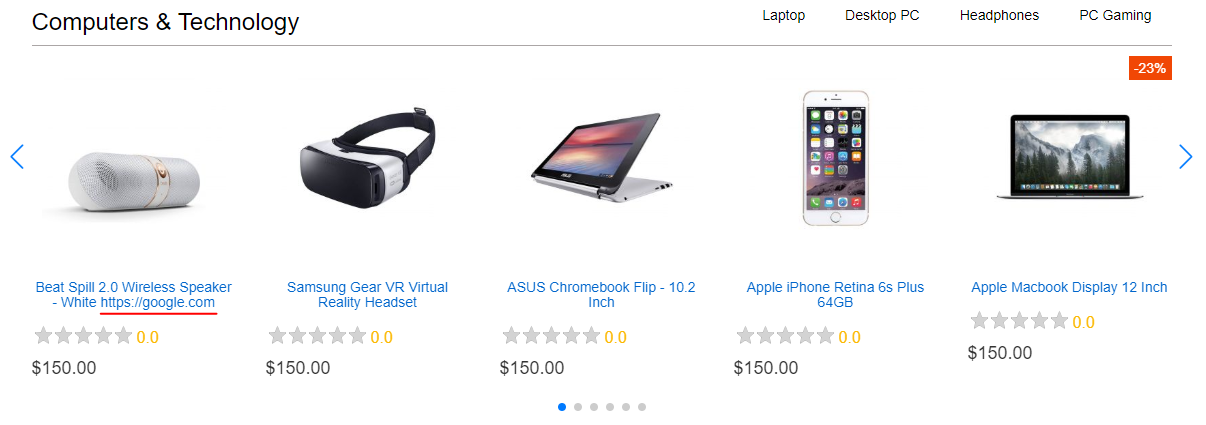 Computers & Technology
Laptop
Desktop PC
Headphones
PC Gaming
-23%
ASUS
Beat Spill 2.0 Wireless Speaker
- White https://google.com
0.0
$150.00
Samsung Gear VR Virtual
Reality Headset
0.0
$150.00
ASUS Chromebook Flip - 10.2
Inch
0.0
$150.00
Apple iPhone Retina 6s Plus
64GB
0.0
$150.00
Apple Macbook Display 12 Inch
0.0
$150.00